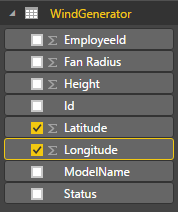 WindGenerator
EmployeeId
Fan Radius
Height
Id
Latitude
Longitude
ModelName
Status